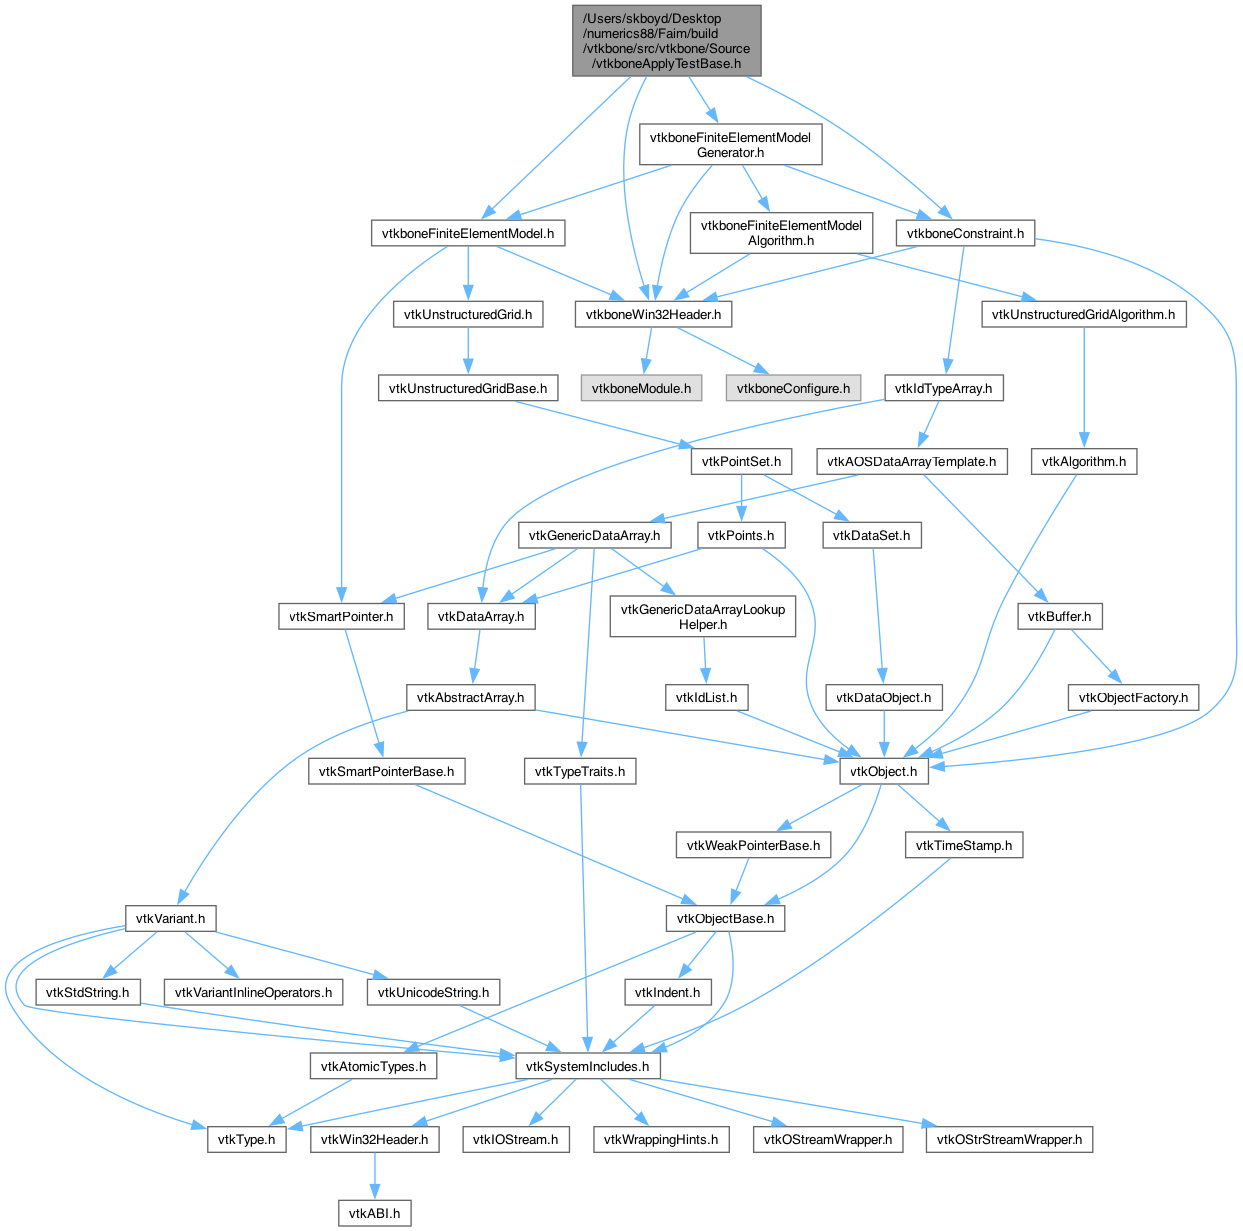 /Users/skboyd/Desktop
/numerics88/Faim/build
/vtkbone/src/vtkbone/Source
/vtkboneApplyTestBase.h
vtkboneFiniteElementModel
Generator.h
vtkboneFiniteElementModel.h
vtkboneFiniteElementModel
Algorithm.h
vtkboneConstraint.h
vtkUnstructuredGrid.h
vtkboneWin32Header.h
vtkUnstructuredGridAlgorithm.h
vtkUnstructuredGridBase.h
vtkboneModule.h
vtkboneConfigure.h
vtkIdTypeArray.h
vtkPointSet.h
vtkAOSDataArrayTemplate.h
vtkAlgorithm.h
vtkGenericDataArray.h
vtkPoints.h
vtkDataSet.h
vtkSmartPointer.h
vtkDataArray.h
vtkGenericDataArrayLookup
Helper.h
vtkBuffer.h
vtkAbstractArray.h
vtkIdList.h
vtkDataObject.h
vtkObjectFactory.h
vtkSmartPointerBase.h
vtkTypeTraits.h
vtkObject.h
vtkWeakPointerBase.h
vtkTimeStamp.h
vtkVariant.h
vtkObjectBase.h
vtkStdString.h
vtkVariantInlineOperators.h
vtkUnicodeString.h
vtkIndent.h
vtkAtomicTypes.h
vtkSystemIncludes.h
vtkType.h
vtkWin32Header.h
vtkIOStream.h
vtkWrappingHints.h
vtkOStreamWrapper.h
vtkOStrStreamWrapper.h
vtkABI.h